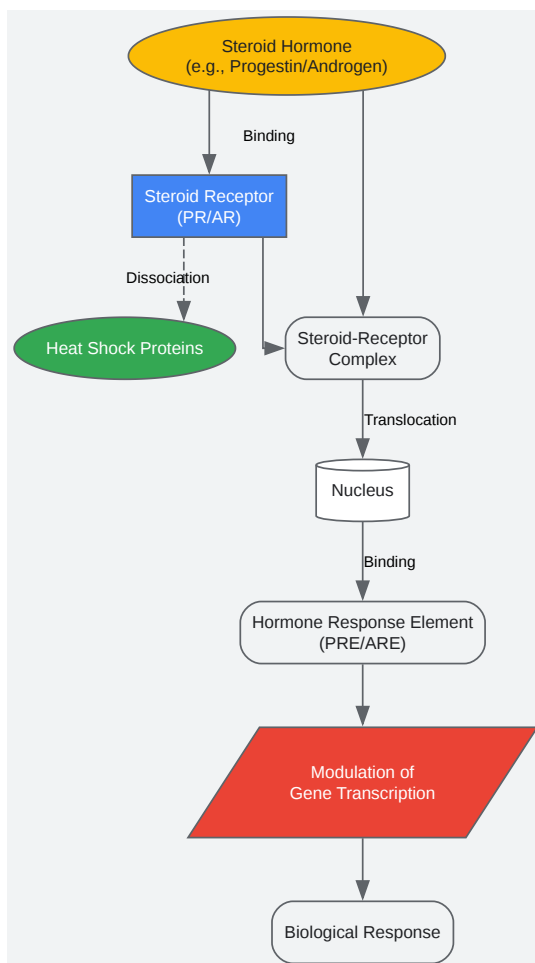 Steroid Hormone
(e.g., Progestin/Androgen)
Binding
Steroid Receptor
(PR/AR)
Dissociation
Heat Shock Proteins
Steroid-Receptor
Complex
Translocation
Nucleus
Binding
Hormone Response Element
(PRE/ARE)
Modulation of
Gene Transcription
Biological Response